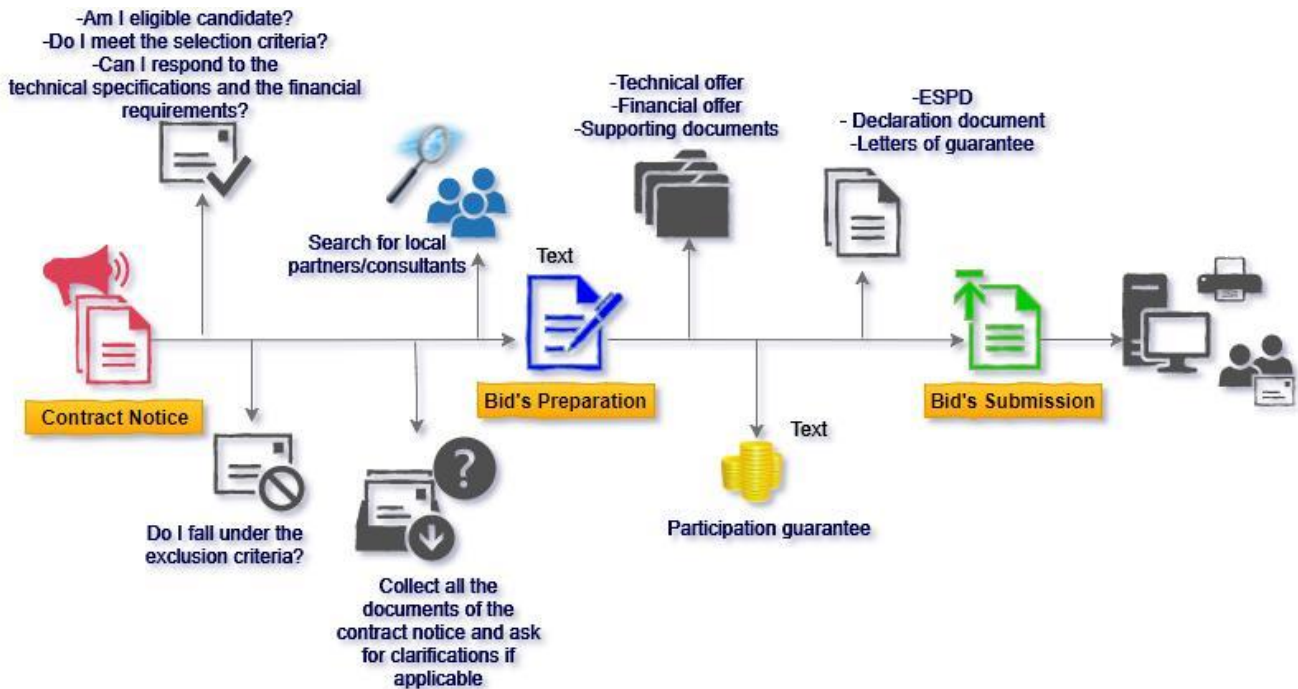 -Am I eligible candidate?
-Do I meet the selection criteria?
-Can I respond to the
technical specifications and the financial
requirements?
-Technical offer
-Financial offer
-Supporting documents
-ESPD
- Declaration document
-Letters of guarantee
Search for local
partners/consultants
Text
Contract Notice
Bid's Preparation
Bid's Submission
Text
?
Do I fall under the
exclusion criteria?
Participation guarantee
Collect all the
documents of the
contract notice and ask
for clarifications if
applicable